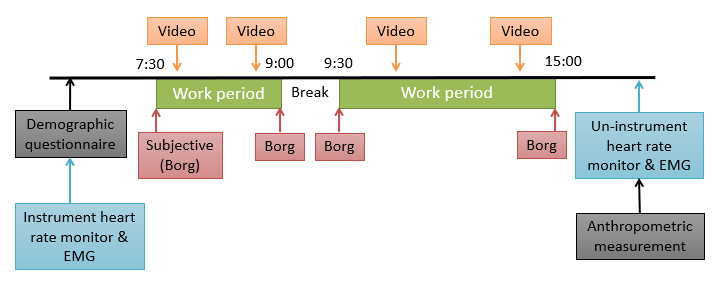 Video
Video
Video
Video
7:30
9:00
9:30
15:00
Work period
Break
Work period
Demographic
questionnaire
Subjective
(Borg)
Borg
Borg
Borg
Un-instrument
heart rate
monitor & EMG
Instrument heart
rate monitor &
EMG
Anthropometric
measurement